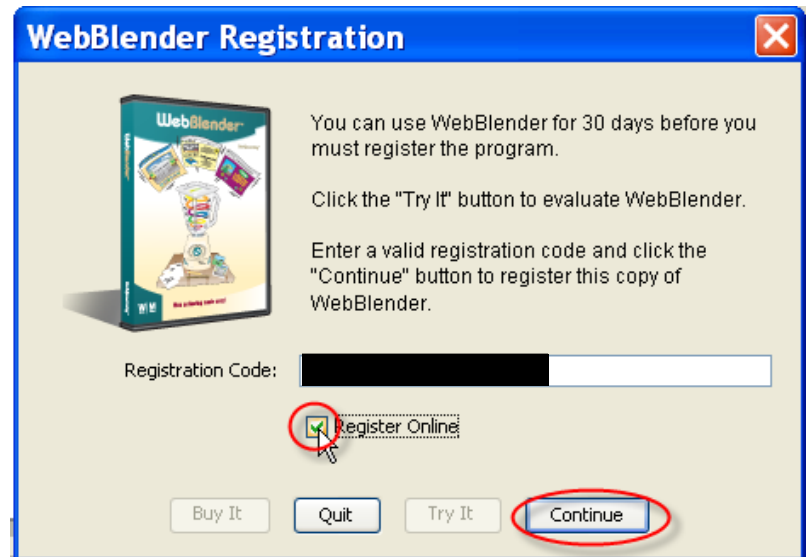 WebBlender Registration
WebBlender
You can use WebBlender for 30 days before you
must register the program.
Click the "Try It" button to evaluate WebBlender.
Enter a valid registration code and click the
"Continue" button to register this copy of
WebBlender.
Registration Code:
Register Online
Buy It Quit Try It Continue